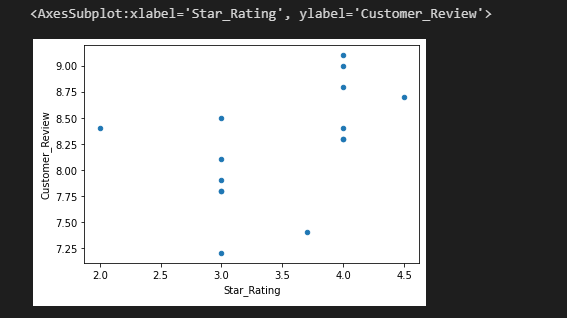 <AxesSubplot:xlabel='Star_Rating', ylabel='Customer_Review'>
9.00
8.75
8.50
8.25
8.00
7.75
7.50
7.25
Customer_Review
2.0 2.5 3.0 3.5 4.0 4.5
Star_Rating